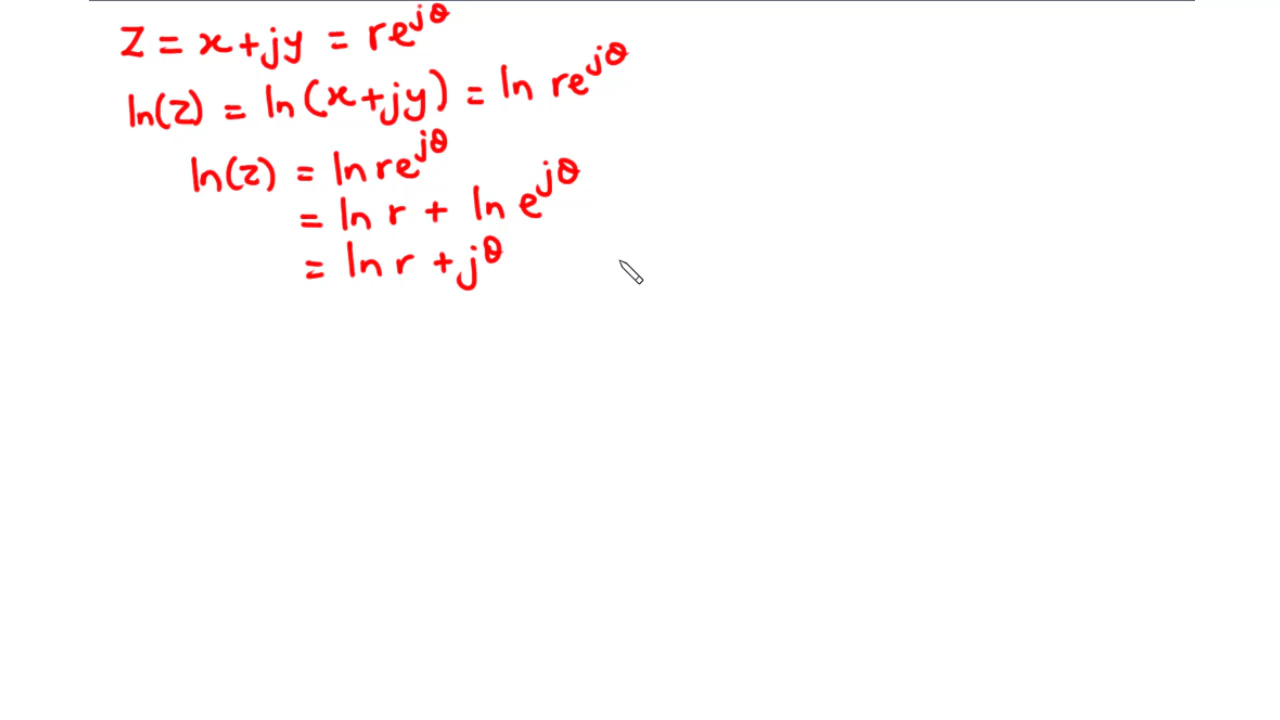 z = x + jy = re^{jθ}
ln(z) = ln(x + jy) = ln re^{jθ}
ln(z) = ln re^{jθ}
= ln r + ln e^{jθ}
= ln r + jθ